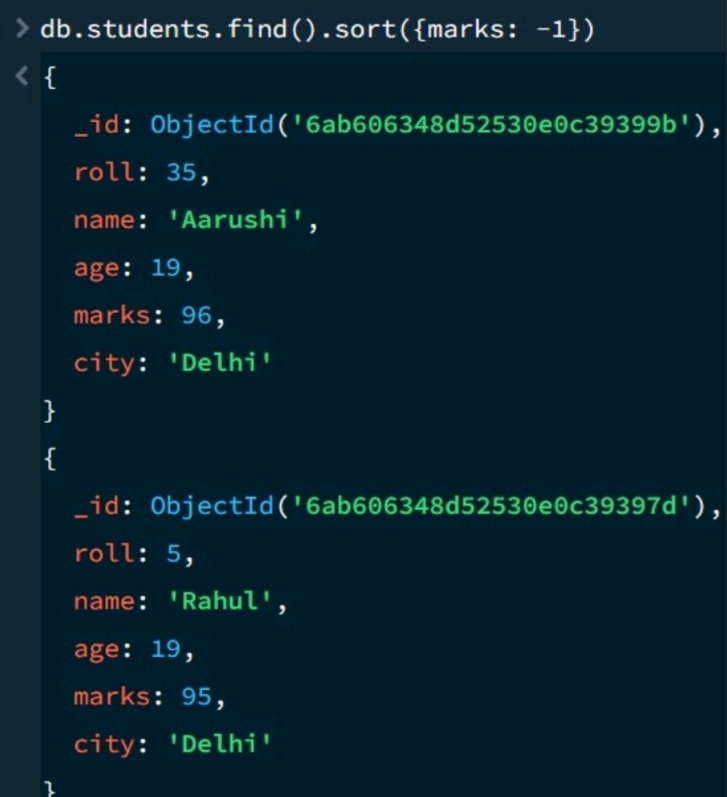 > db.students.find().sort({marks: -1})
< {
_id: ObjectId('6ab606348d52530e0c39399b'),
roll: 35,
name: 'Aarushi',
age: 19,
marks: 96,
city: 'Delhi'
}
{
_id: ObjectId('6ab606348d52530e0c39397d'),
roll: 5,
name: 'Rahul',
age: 19,
marks: 95,
city: 'Delhi'
}